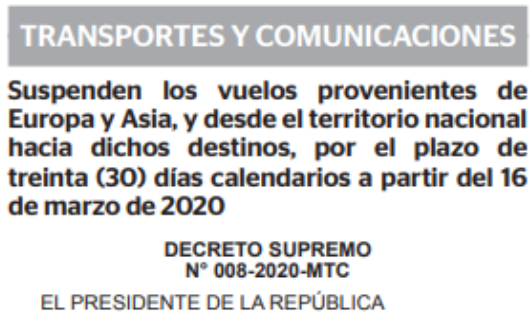 TRANSPORTES Y COMUNICACIONES
Suspenden los vuelos provenientes de
Europa y Asia, y desde el territorio nacional
hacia dichos destinos, por el plazo de
treinta (30) días calendarios a partir del 16
de marzo de 2020
DECRETO SUPREMO
N° 008-2020-MTC
EL PRESIDENTE DE LA REPÚBLICA